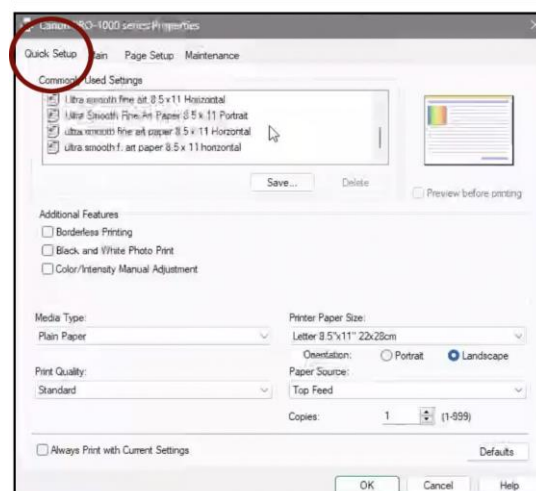 Canon PRO-1000 series Properties
Quick Setup Main Page Setup Maintenance
Commonly Used Settings
Ultra smooth fine art 8.5 x 11 Horizontal
Ultra Smooth Fine Art Paper 8.5 x 11 Portrait
ultra smooth fine art paper 8.5 x 11 Horizontal
ultra smooth f. art paper 8.5 x 11 horizontal
Save... Delete
Preview before printing
Additional Features
Borderless Printing
Black and White Photo Print
Color/Intensity Manual Adjustment
Media Type:
Plain Paper
Printer Paper Size:
Letter 8.5"x11" 22x28cm
Orientation: Portrait Landscape
Print Quality:
Standard
Paper Source:
Top Feed
Copies: 1 (1-999)
Always Print with Current Settings
Defaults
OK Cancel Help